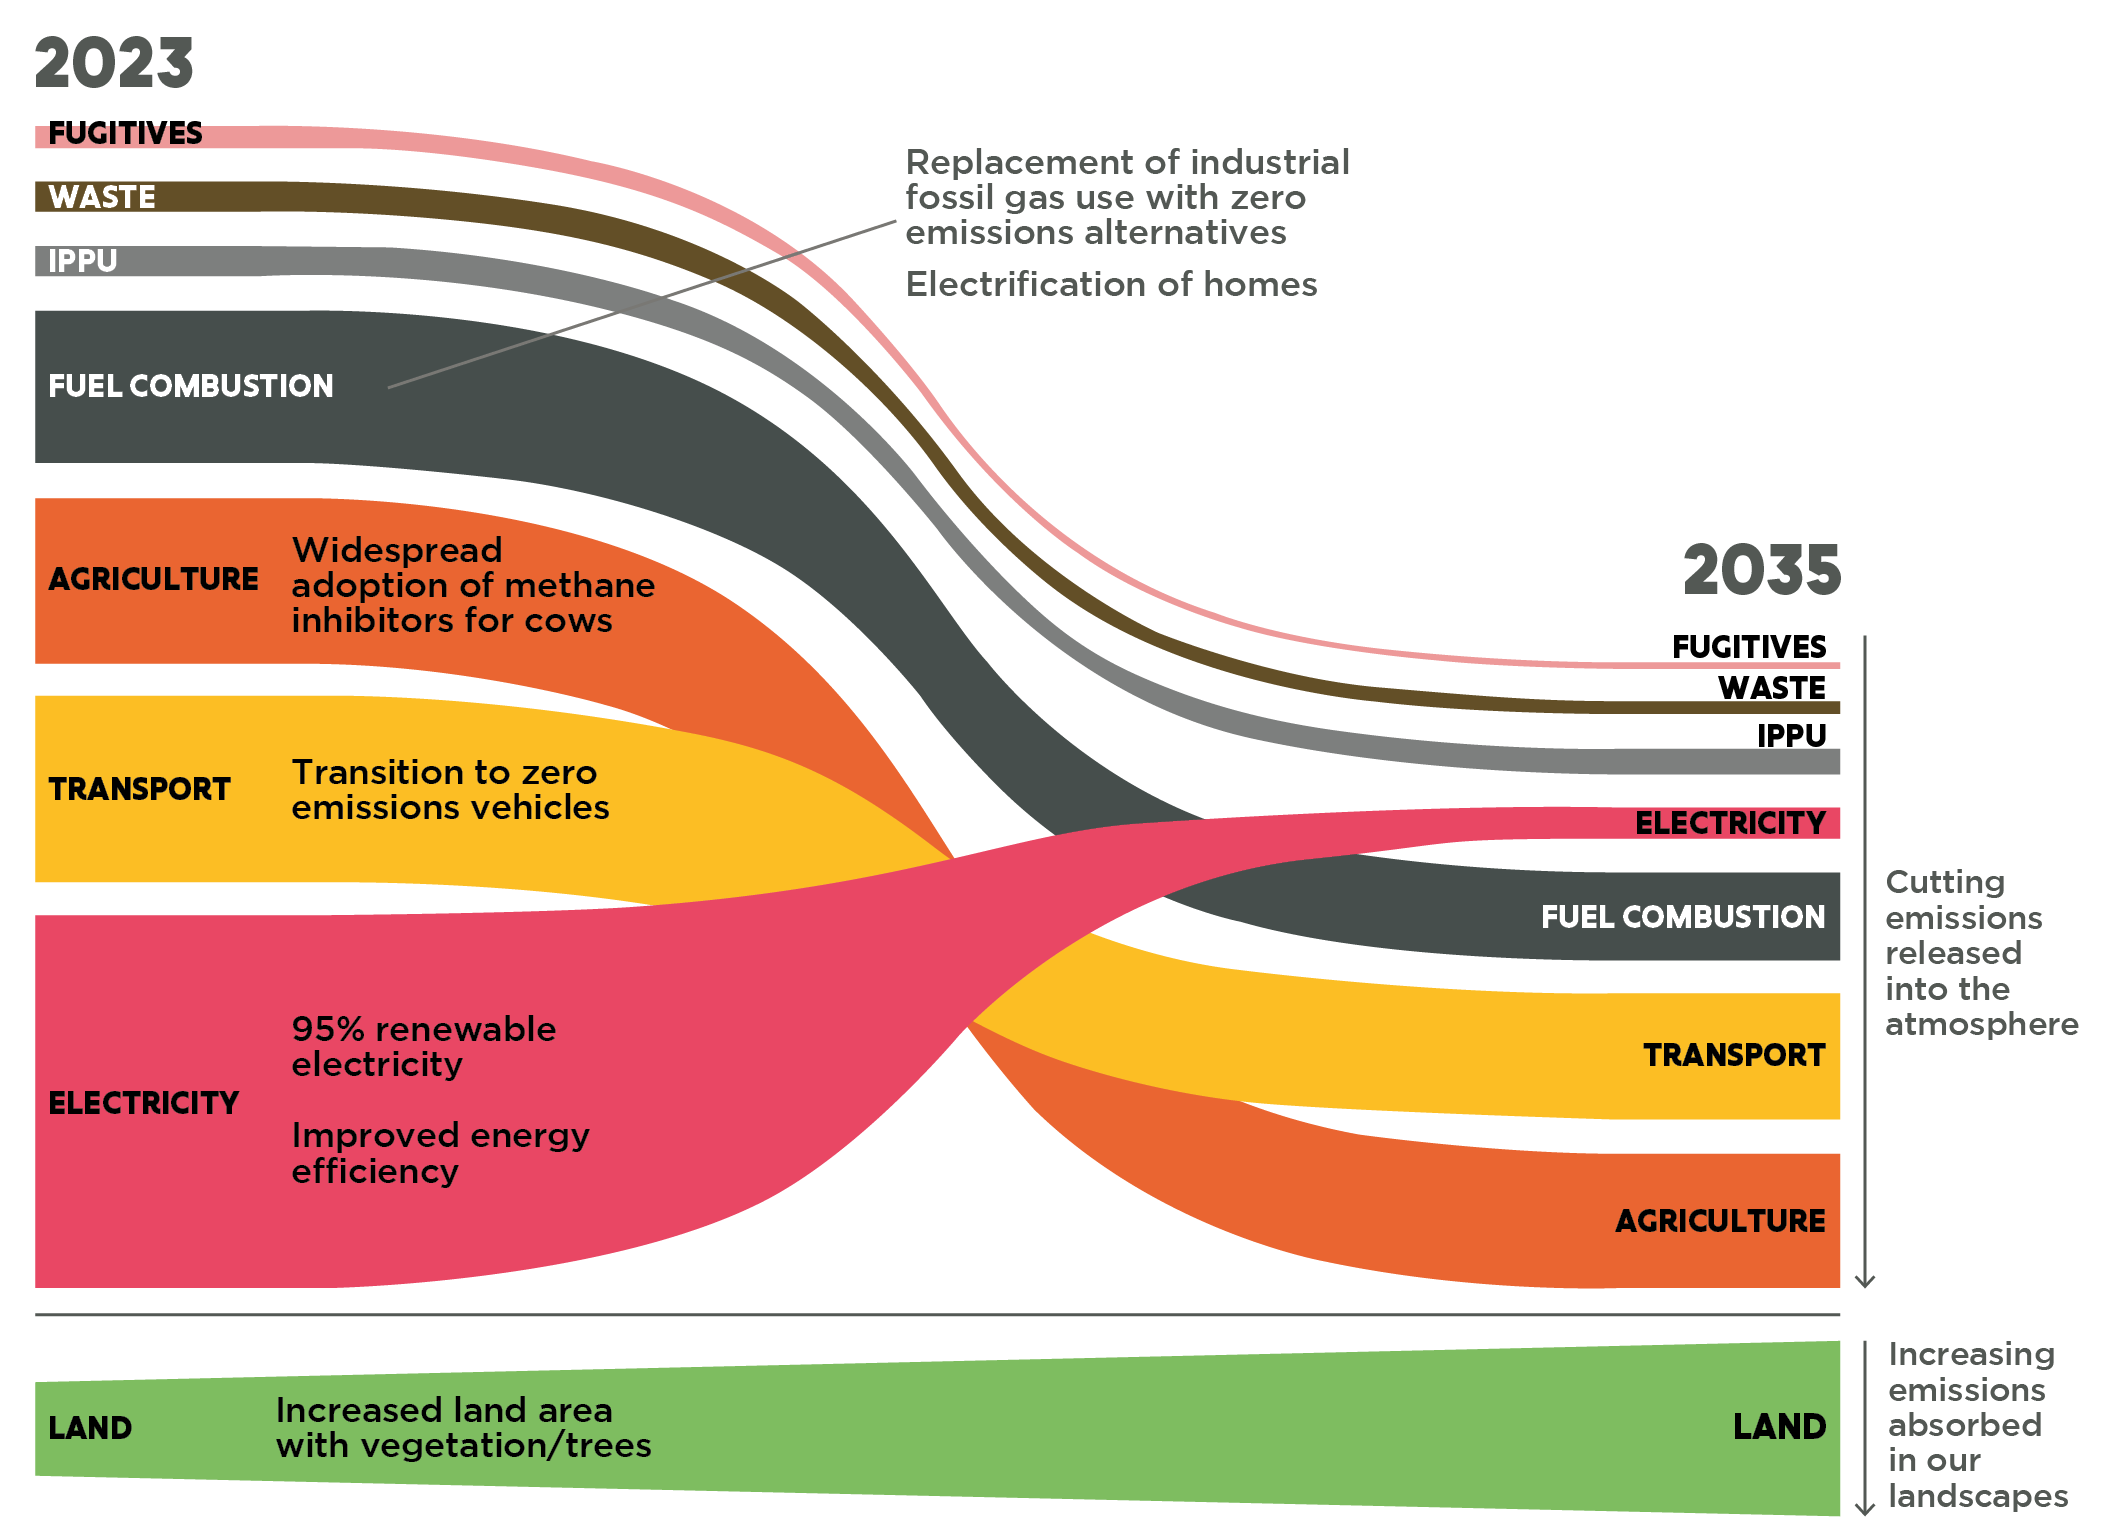 2023
FUGITIVES
WASTE
IPPU
FUEL COMBUSTION
Replacement of industrial
fossil gas use with zero
emissions alternatives
Electrification of homes
AGRICULTURE
Widespread
adoption of methane
inhibitors for cows
TRANSPORT
Transition to zero
emissions vehicles
ELECTRICITY
95% renewable
electricity
Improved energy
efficiency
2035
FUGITIVES
WASTE
IPPU
ELECTRICITY
FUEL COMBUSTION
TRANSPORT
AGRICULTURE
Cutting
emissions
released
into the
atmosphere
LAND
Increased land area
with vegetation/trees
LAND
Increasing
emissions
absorbed
in our
landscapes